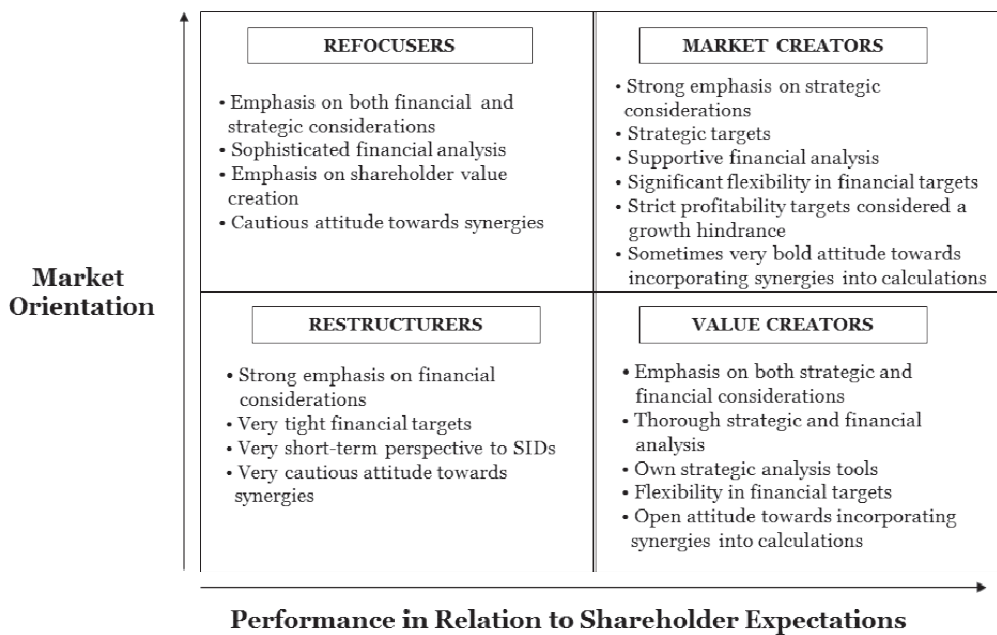 REFOCUSERS
• Emphasis on both financial and
strategic considerations
• Sophisticated financial analysis
• Emphasis on shareholder value
creation
• Cautious attitude towards synergies
MARKET CREATORS
• Strong emphasis on strategic
considerations
• Strategic targets
• Supportive financial analysis
• Significant flexibility in financial targets
• Strict profitability targets considered a
growth hindrance
• Sometimes very bold attitude towards
incorporating synergies into calculations
Market
Orientation
RESTRUCTURERS
• Strong emphasis on financial
considerations
• Very tight financial targets
• Very short-term perspective to SIDs
• Very cautious attitude towards
synergies
VALUE CREATORS
• Emphasis on both strategic and
financial considerations
• Thorough strategic and financial
analysis
• Own strategic analysis tools
• Flexibility in financial targets
• Open attitude towards incorporating
synergies into calculations
Performance in Relation to Shareholder Expectations